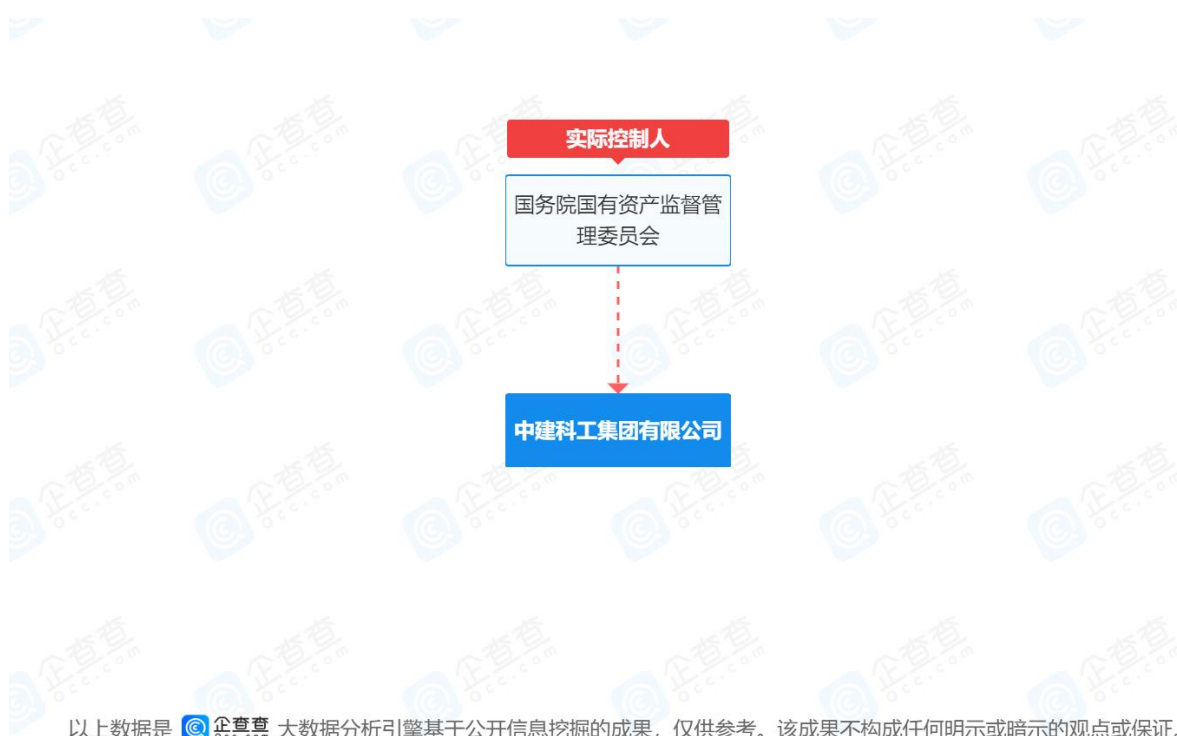 实际控制人
国务院国有资产监督管
理委员会
中建科工集团有限公司
以上数据是 企查查 Qcc.com 大数据分析引擎基于公开信息挖掘的成果，仅供参考。该成果不构成任何明示或暗示的观点或保证。